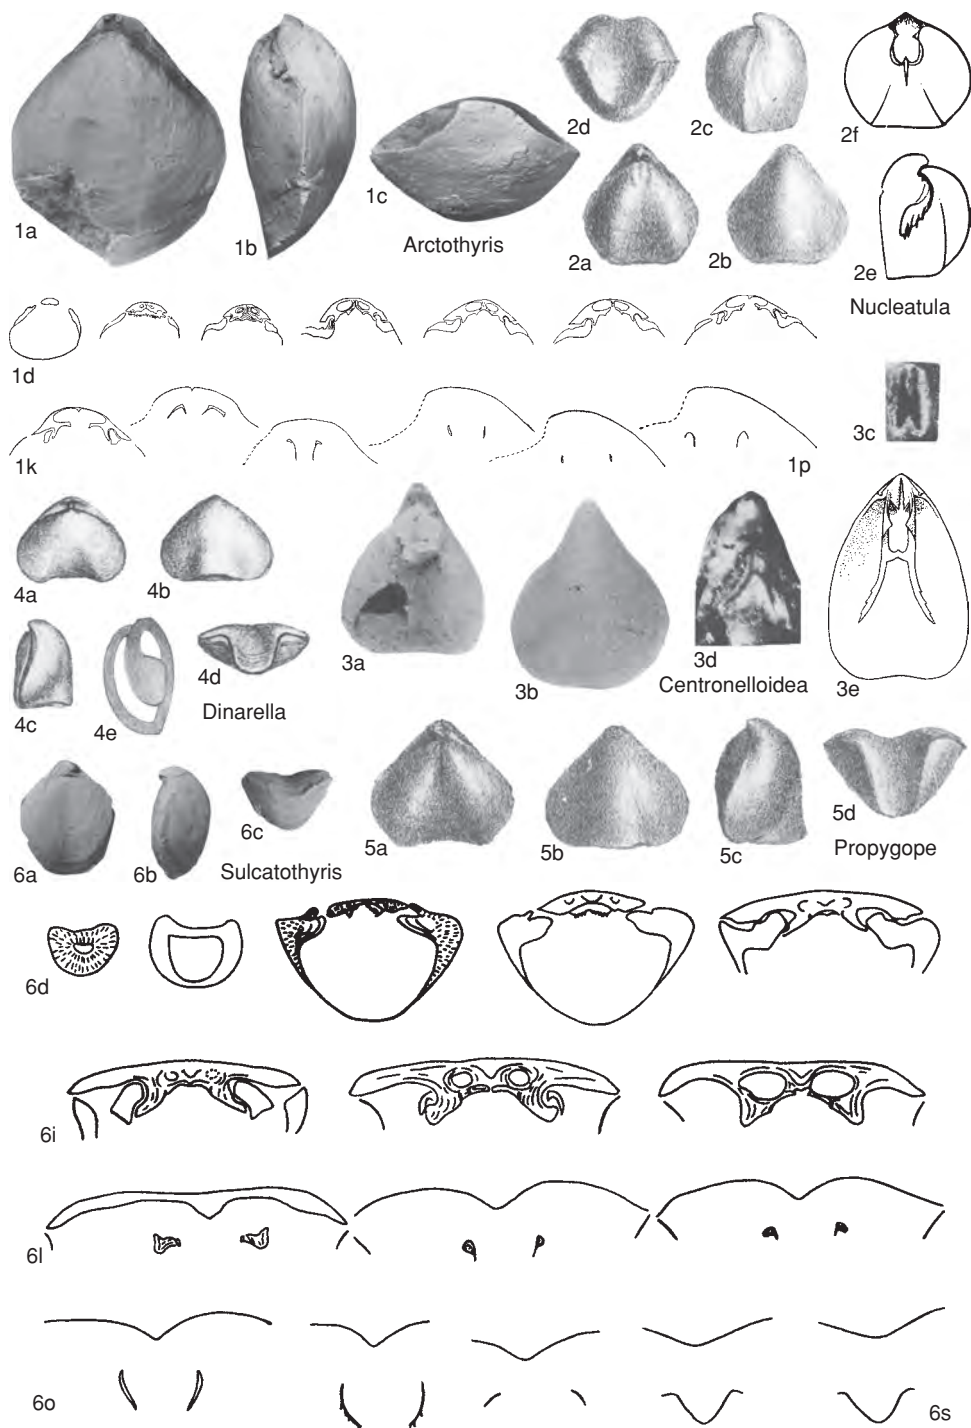 1a
1b
1c
Arctothyris
2d
2c
2f
2a
2b
2e
Nucleatula
1d
3c
1k
1p
4a
4b
3a
3b
3d
Centronelloidea
3e
4c
4e
4d
Dinarella
6a
6b
6c
Sulcatothyris
5a
5b
5c
5d
Propygope
6d
6i
6l
6o
6s